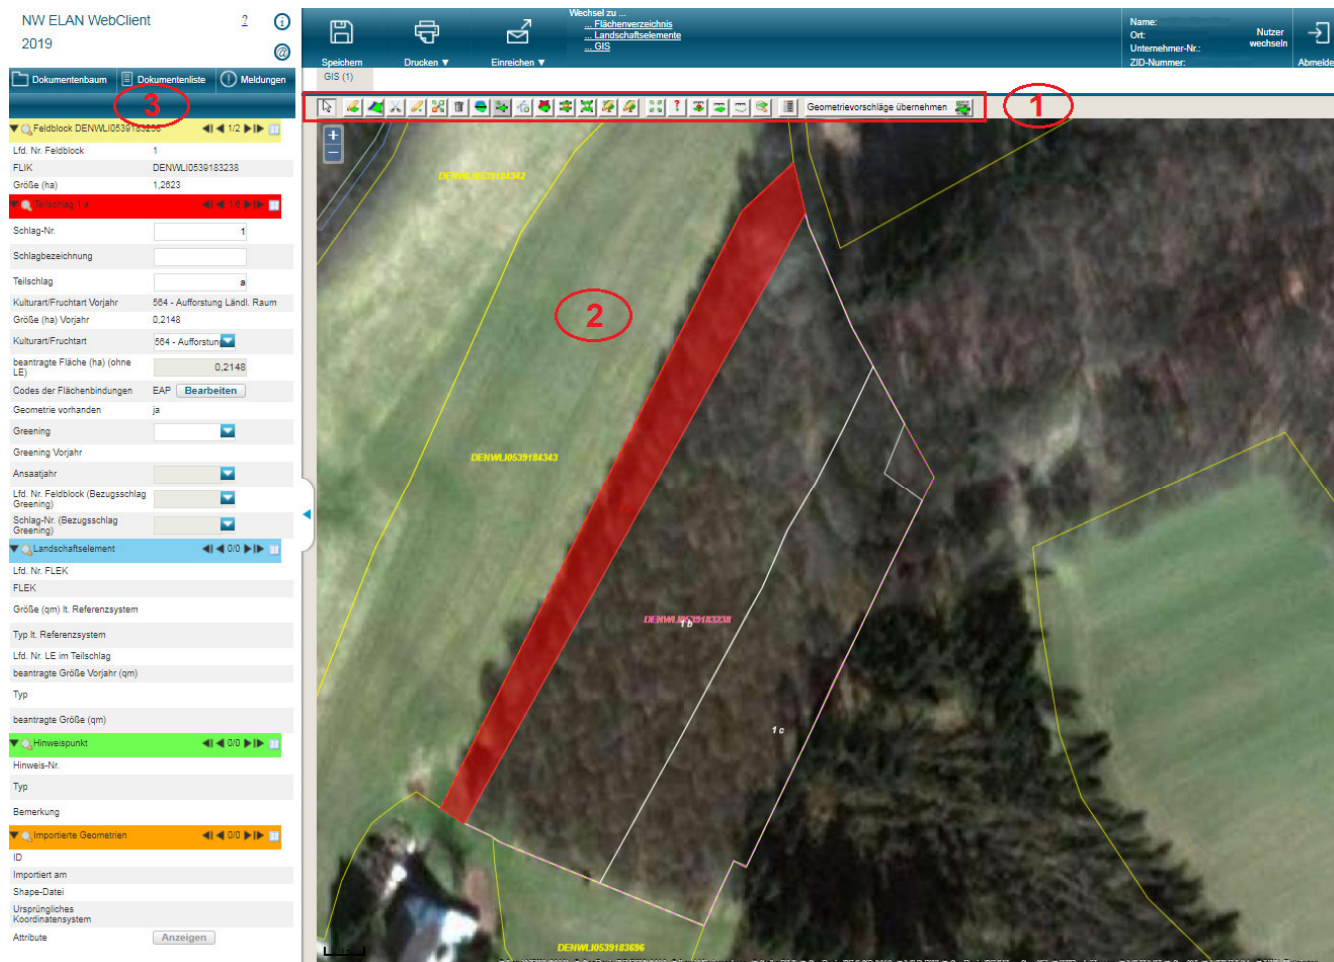 NW ELAN WebClient
2019
?
Speichern
Drucken ▼
Einreichen ▼
Wechsel zu ...
... Flächenverzeichnis
... Landschaftselemente
... GIS
Name:
Ort:
Unternehmer-Nr.:
ZID-Nummer:
Nutzer
wechseln
Abmelde
Dokumentenbaum
Dokumentenliste
Meldungen
GIS (1)
3
Geometrievorschläge übernehmen
1
Feldblock DENWLI0539183238 1/2
Lfd. Nr. Feldblock 1
FLIK DENWLI0539183238
Größe (ha) 1,2623
Teilschlag 1 a 1/6
Schlag-Nr. 1
Schlagbezeichnung
Teilschlag a
Kulturart/Fruchtart Vorjahr 564 - Aufforstung Ländl. Raum
Größe (ha) Vorjahr 0,2148
Kulturart/Fruchtart 564 - Aufforstun
beantragte Fläche (ha) (ohne
LE) 0,2148
Codes der Flächenbindungen EAP Bearbeiten
Geometrie vorhanden ja
Greening
Greening Vorjahr
Ansaatjahr
Lfd. Nr. Feldblock (Bezugsschlag
Greening)
Schlag-Nr. (Bezugsschlag
Greening)
Landschaftselement 0/0
Lfd. Nr. FLEK
FLEK
Größe (qm) lt. Referenzsystem
Typ lt. Referenzsystem
Lfd. Nr. LE im Teilschlag
beantragte Größe Vorjahr (qm)
Typ
beantragte Größe (qm)
Hinweispunkt 0/0
Hinweis-Nr.
Typ
Bemerkung
Importierte Geometrien 0/0
ID
Importiert am
Shape-Datei
Ursprüngliches
Koordinatensystem
Attribute Anzeigen
+
−
DENWLI0539184342
2
DENWLI0539184343
DENWLI0539183238
1 b
1 c
DENWLI0539183696